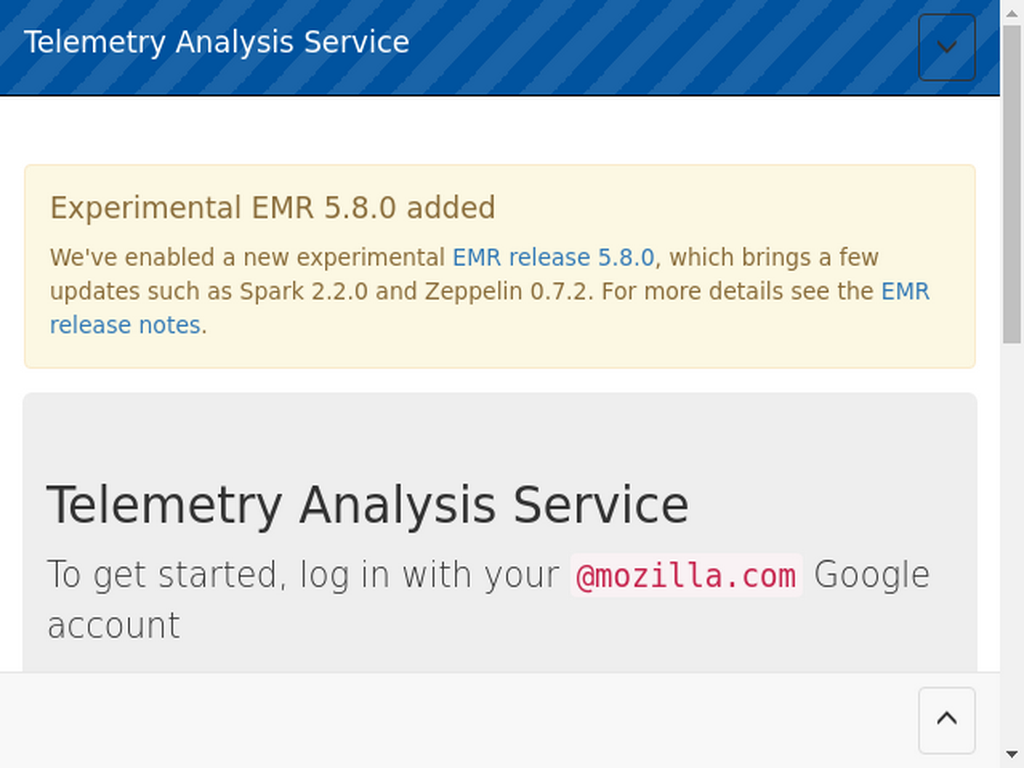 Telemetry Analysis Service
Experimental EMR 5.8.0 added
We've enabled a new experimental EMR release 5.8.0, which brings a few
updates such as Spark 2.2.0 and Zeppelin 0.7.2. For more details see the EMR
release notes.
Telemetry Analysis Service
To get started, log in with your @mozilla.com Google
account